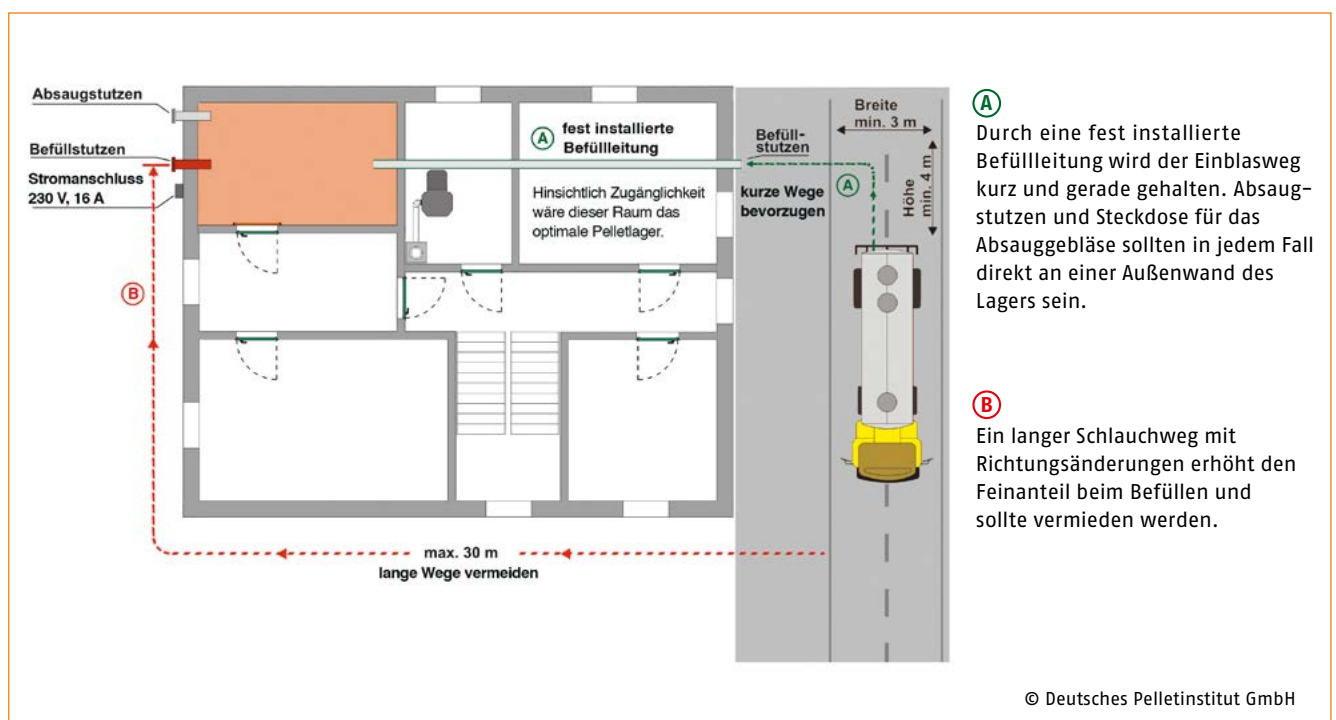 Absaugstutzen
Befüllstutzen
Stromanschluss
230 V, 16 A
B
A
fest installierte
Befüllleitung
Hinsichtlich Zugänglichkeit
wäre dieser Raum das
optimale Pelletlager.
Befüll-
stutzen
kurze Wege
bevorzugen
A
Breite
min. 3 m
Höhe
min. 4 m
max. 30 m
lange Wege vermeiden
A
Durch eine fest installierte
Befüllleitung wird der Einblasweg
kurz und gerade gehalten. Absaug-
stutzen und Steckdose für das
Absauggebläse sollten in jedem Fall
direkt an einer Außenwand des
Lagers sein.
B
Ein langer Schlauchweg mit
Richtungsänderungen erhöht den
Feinanteil beim Befüllen und
sollte vermieden werden.
© Deutsches Pelletinstitut GmbH